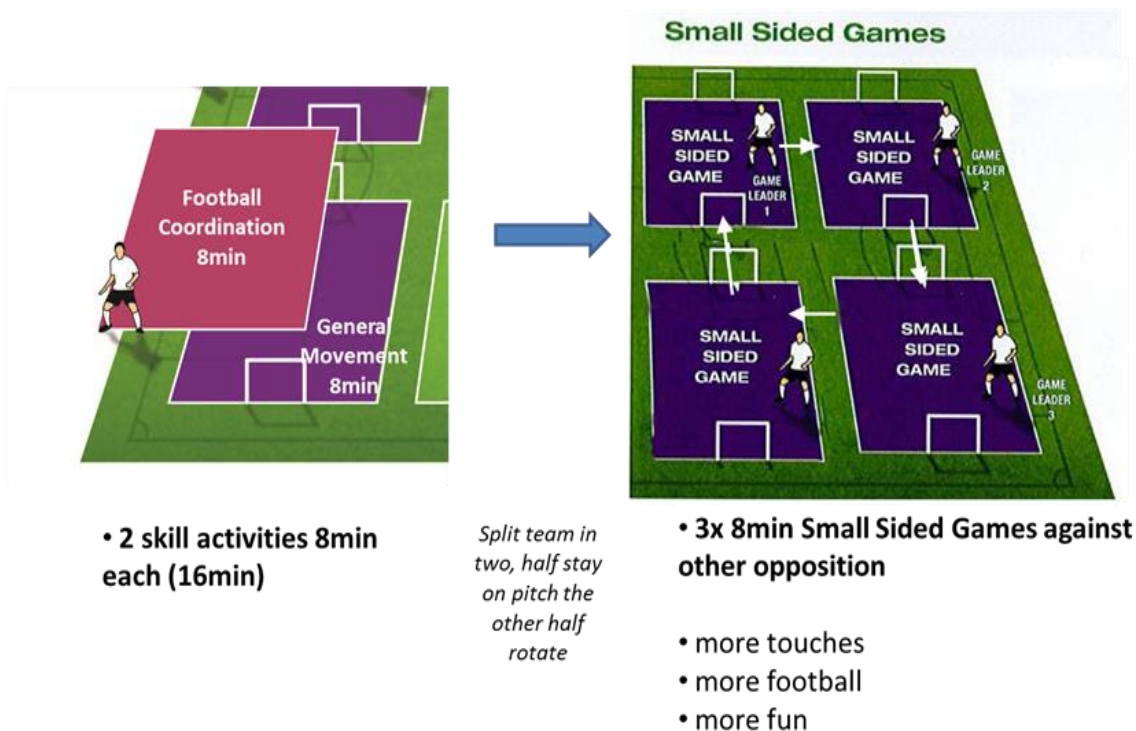 Small Sided Games
Football
Coordination
8min
General
Movement
8min
SMALL
SIDED
GAME
GAME
LEADER
1
SMALL
SIDED
GAME
GAME
LEADER
2
SMALL
SIDED
GAME
SMALL
SIDED
GAME
GAME
LEADER
3
• 2 skill activities 8min
each (16min)
Split team in
two, half stay
on pitch the
other half
rotate
• 3x 8min Small Sided Games against
other opposition
• more touches
• more football
• more fun